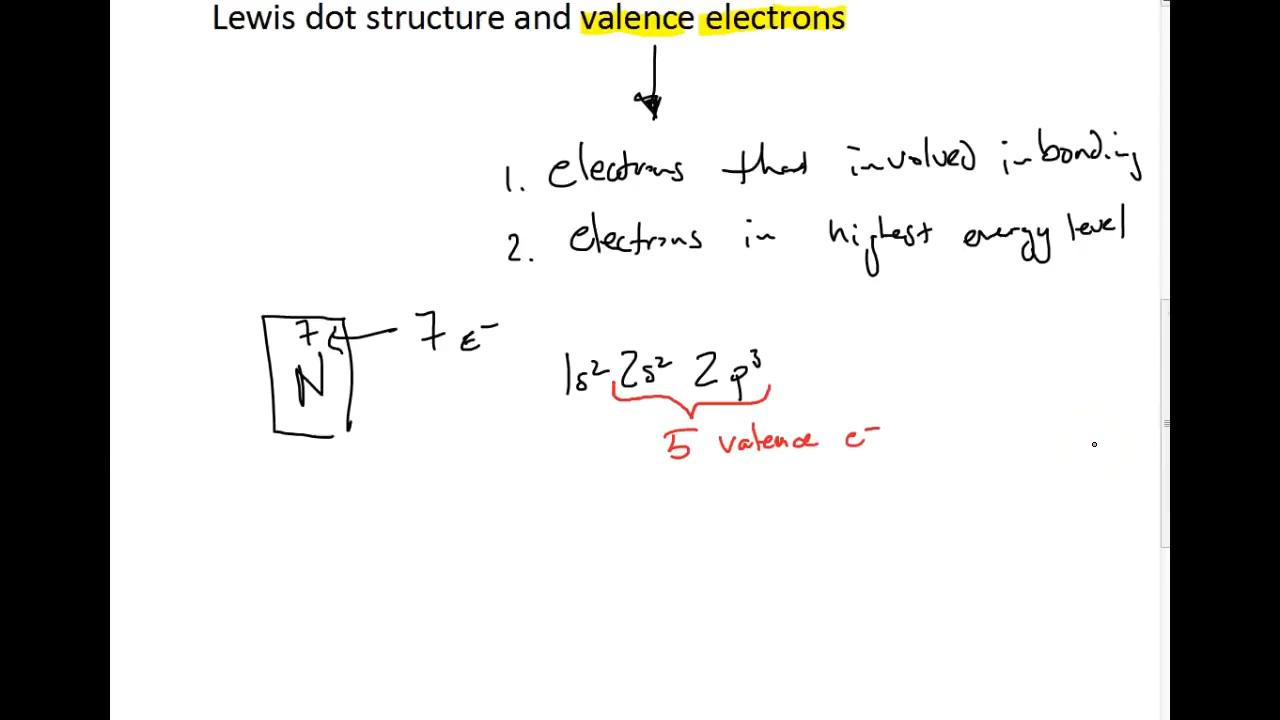 Lewis dot structure and valence electrons
1. electrons that involved in bonding
2. electrons in highest energy level
7 ← 7 e⁻
N
1s² 2s² 2p³
5 valence e⁻